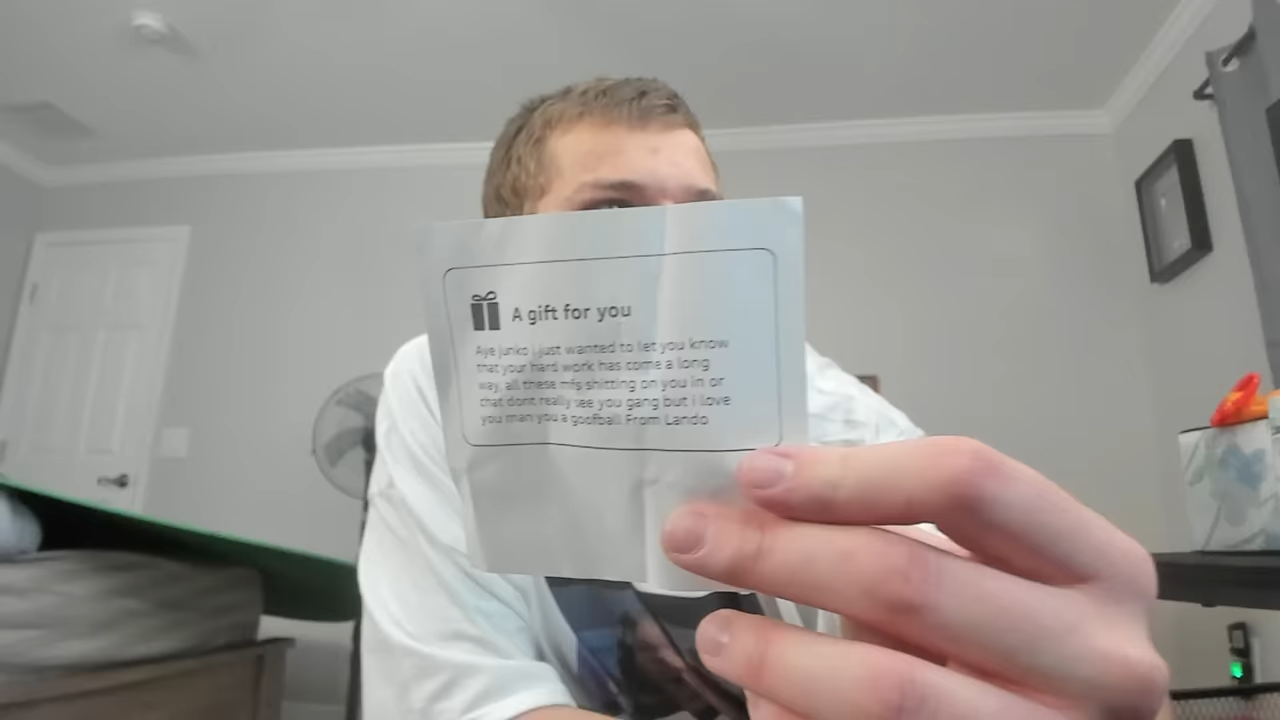 A gift for you
Aye junko i just wanted to let you know
that your hard work has come a long
way, all these mfs shitting on you in or
that dont really see you gang but i love
you man you a goofball From Lando